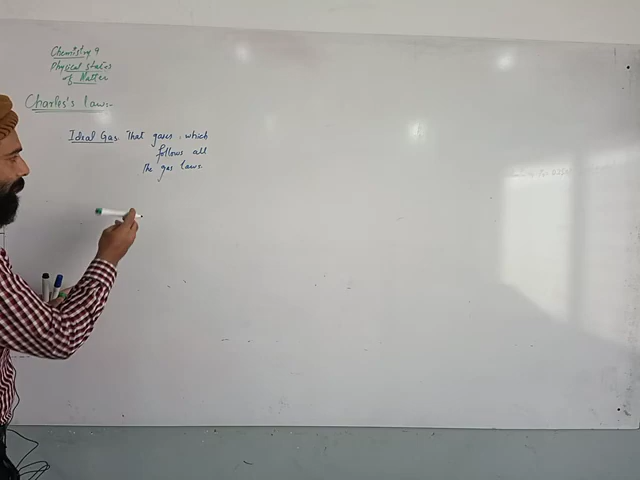 Chemistry 9
Physical states
of Matter
Charles's Law:
Ideal Gas. That gases, which
follows all
the gas laws.